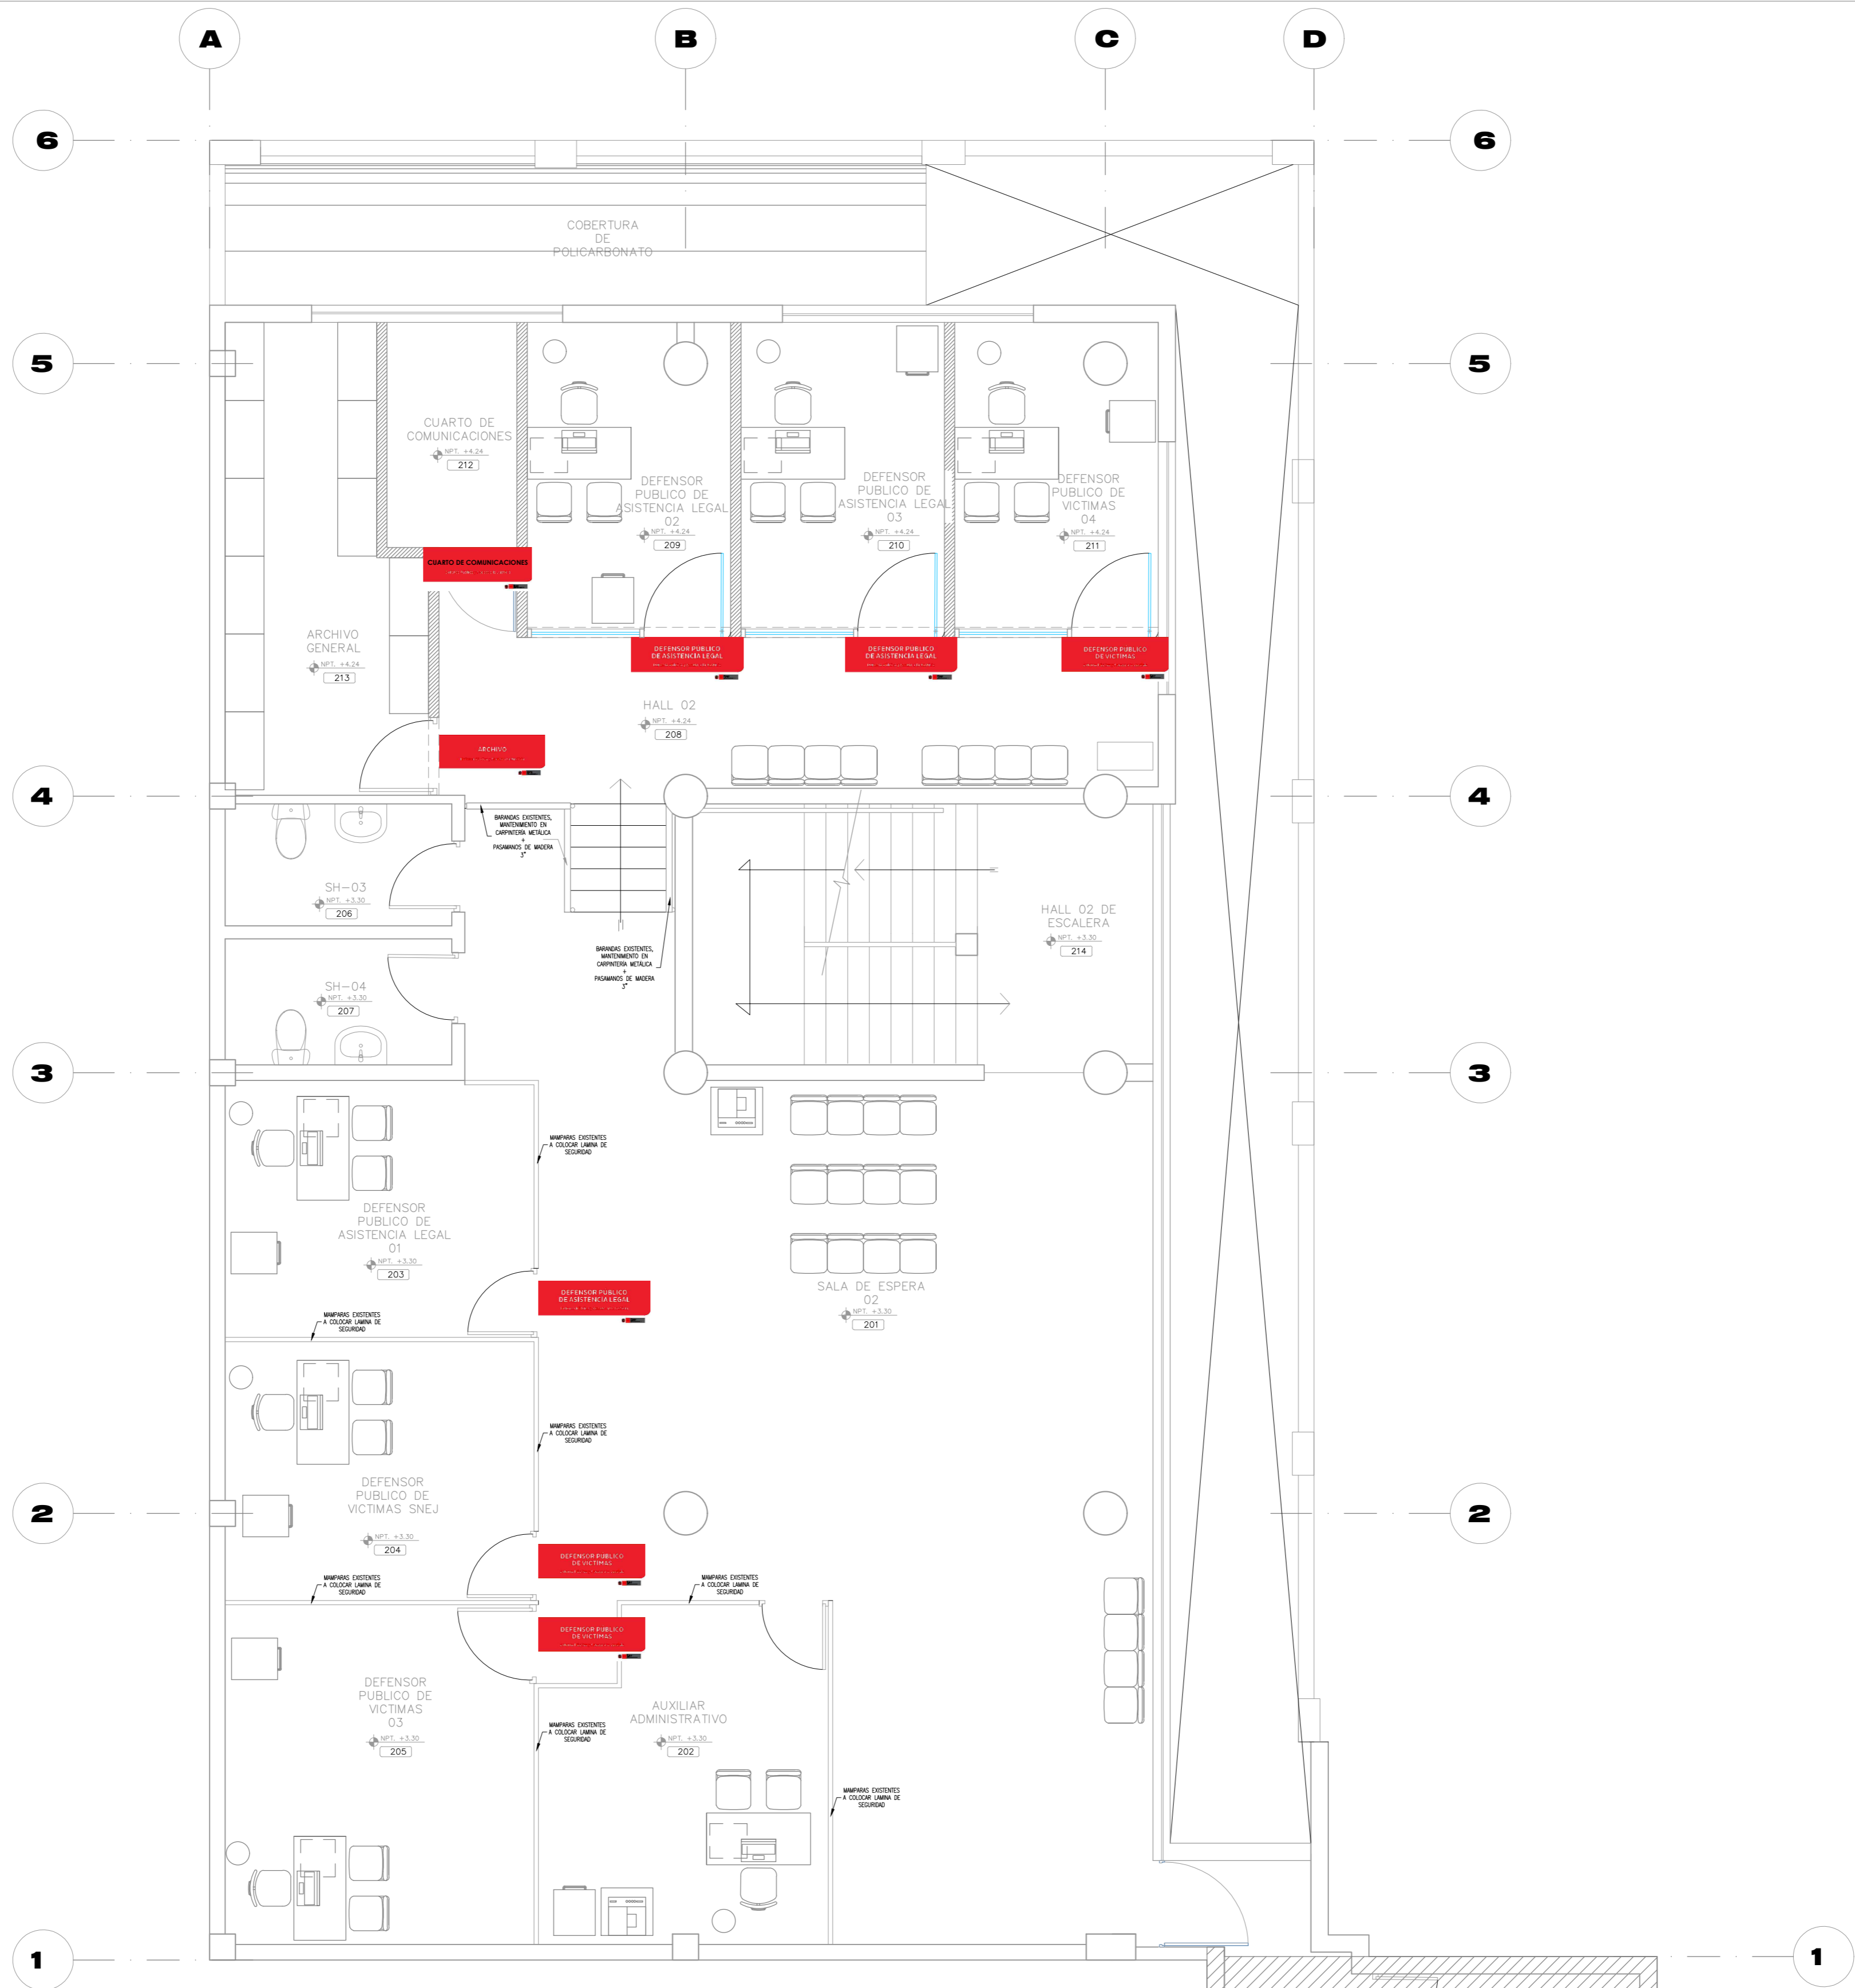 A
B
C
D
6
6
COBERTURA
DE
POLICARBONATO
5
5
CUARTO DE
COMUNICACIONES
NPT. +4.24
212
DEFENSOR
PUBLICO DE
ASISTENCIA LEGAL
02
NPT. +4.24
209
DEFENSOR
PUBLICO DE
ASISTENCIA LEGAL
03
NPT. +4.24
210
DEFENSOR
PUBLICO DE
VICTIMAS
04
NPT. +4.24
211
CUARTO DE COMUNICACIONES
ARCHIVO
GENERAL
NPT. +4.24
213
DEFENSOR PUBLICO
DE ASISTENCIA LEGAL
DEFENSOR PUBLICO
DE ASISTENCIA LEGAL
DEFENSOR PUBLICO
DE VICTIMAS
HALL 02
NPT. +4.24
208
ARCHIVO
4
4
BARANDAS EXISTENTES,
MANTENIMIENTO EN
CARPINTERÍA METÁLICA
+
PASAMANOS DE MADERA
3"
SH-03
NPT. +3.30
206
HALL 02 DE
ESCALERA
NPT. +3.30
214
BARANDAS EXISTENTES,
MANTENIMIENTO EN
CARPINTERÍA METÁLICA
+
PASAMANOS DE MADERA
3"
SH-04
NPT. +3.30
207
3
3
MAMPARAS EXISTENTES
A COLOCAR LAMINA DE
SEGURIDAD
DEFENSOR
PUBLICO DE
ASISTENCIA LEGAL
01
NPT. +3.30
203
DEFENSOR PUBLICO
DE ASISTENCIA LEGAL
SALA DE ESPERA
02
NPT. +3.30
201
MAMPARAS EXISTENTES
A COLOCAR LAMINA DE
SEGURIDAD
MAMPARAS EXISTENTES
A COLOCAR LAMINA DE
SEGURIDAD
DEFENSOR
PUBLICO DE
VICTIMAS SNEJ
NPT. +3.30
204
2
2
DEFENSOR PUBLICO
DE VICTIMAS
MAMPARAS EXISTENTES
A COLOCAR LAMINA DE
SEGURIDAD
MAMPARAS EXISTENTES
A COLOCAR LAMINA DE
SEGURIDAD
DEFENSOR PUBLICO
DE VICTIMAS
DEFENSOR
PUBLICO DE
VICTIMAS
03
NPT. +3.30
205
AUXILIAR
ADMINISTRATIVO
NPT. +3.30
202
MAMPARAS EXISTENTES
A COLOCAR LAMINA DE
SEGURIDAD
MAMPARAS EXISTENTES
A COLOCAR LAMINA DE
SEGURIDAD
1
1